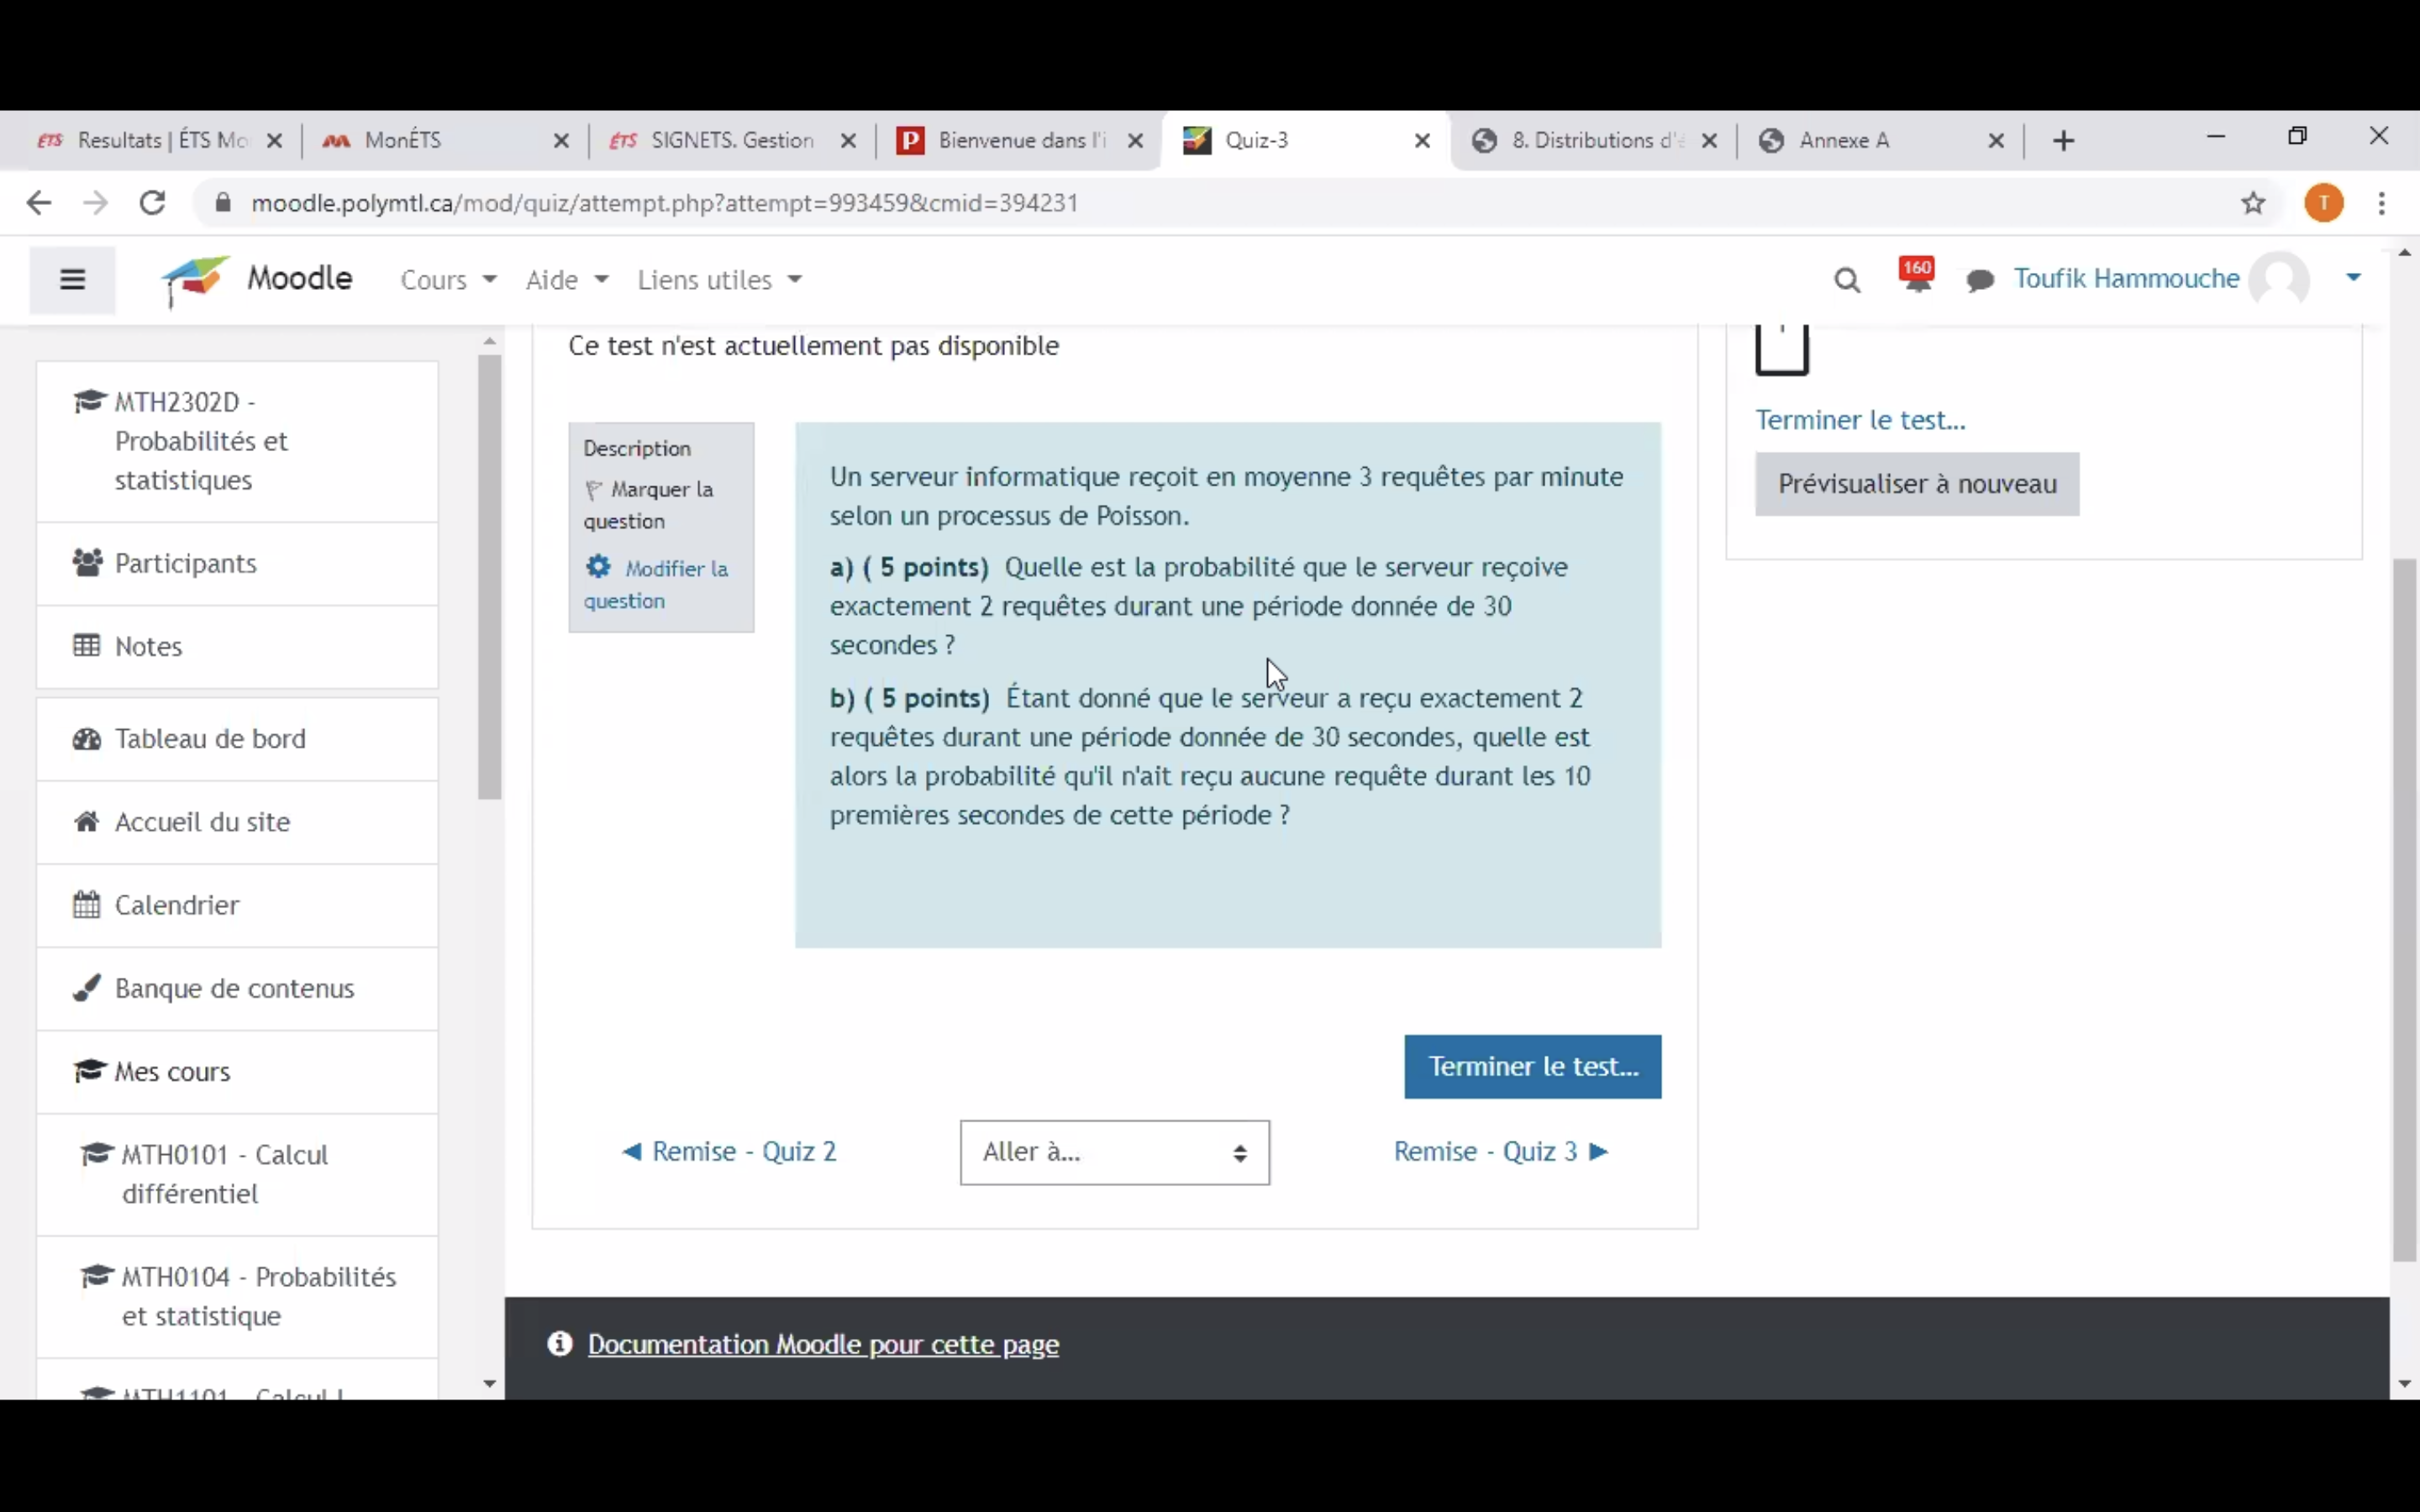 ÉTS Resultats | ÉTS Mo
MonÉTS
ÉTS SIGNETS. Gestion
P Bienvenue dans l'i
Quiz-3
8. Distributions d'é
Annexe A
moodle.polymtl.ca/mod/quiz/attempt.php?attempt=993459&cmid=394231
T
Moodle
Cours
Aide
Liens utiles
160
Toufik Hammouche
MTH2302D -
Probabilités et
statistiques
Participants
Notes
Tableau de bord
Accueil du site
Calendrier
Banque de contenus
Mes cours
MTH0101 - Calcul
différentiel
MTH0104 - Probabilités
et statistique
MTH1101 - Calcul I
Ce test n'est actuellement pas disponible
Description
Marquer la
question
Modifier la
question
Un serveur informatique reçoit en moyenne 3 requêtes par minute
selon un processus de Poisson.
a) ( 5 points) Quelle est la probabilité que le serveur reçoive
exactement 2 requêtes durant une période donnée de 30
secondes ?
b) ( 5 points) Étant donné que le serveur a reçu exactement 2
requêtes durant une période donnée de 30 secondes, quelle est
alors la probabilité qu'il n'ait reçu aucune requête durant les 10
premières secondes de cette période ?
Terminer le test...
◀ Remise - Quiz 2
Aller à...
Remise - Quiz 3 ▶
Terminer le test...
Prévisualiser à nouveau
Documentation Moodle pour cette page